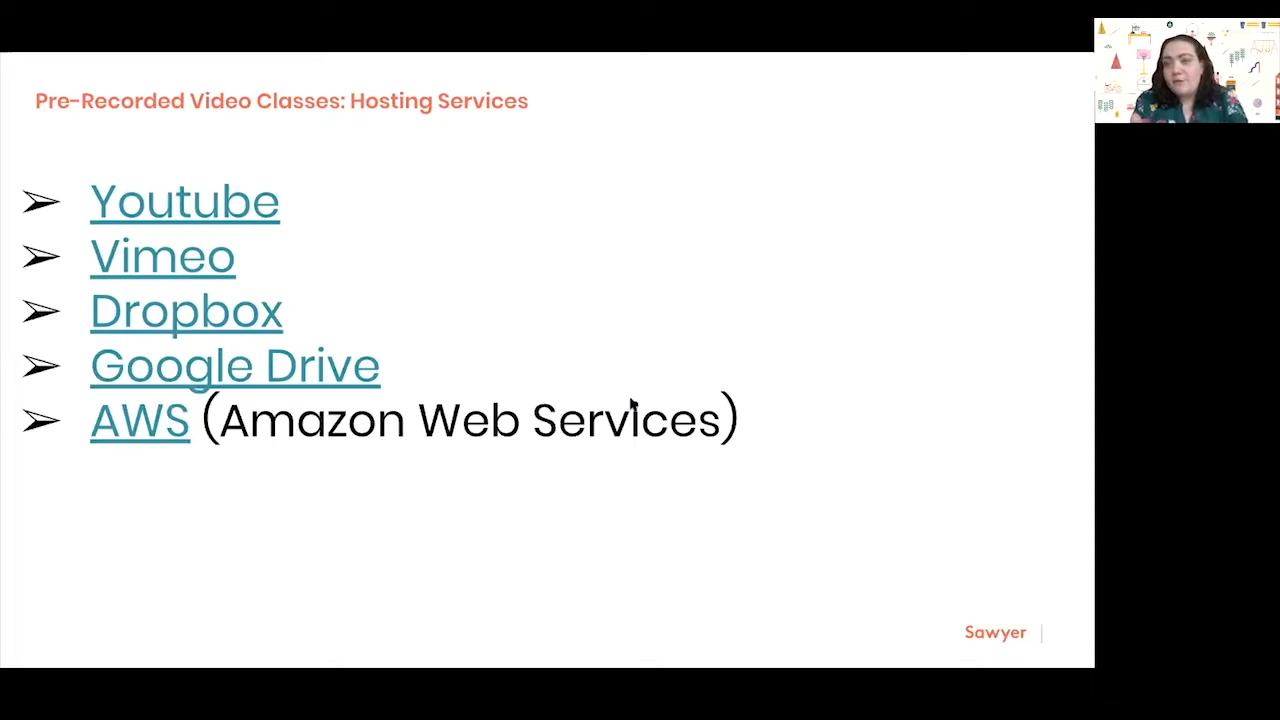 Pre-Recorded Video Classes: Hosting Services
➢ Youtube
➢ Vimeo
➢ Dropbox
➢ Google Drive
➢ AWS (Amazon Web Services)
Sawyer